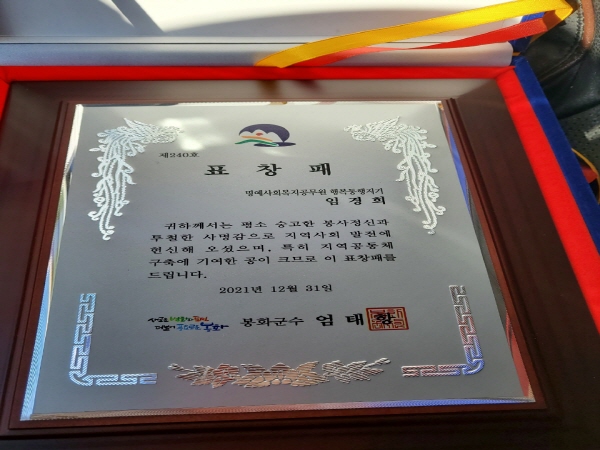 제240호
표창패
명예사회복지공무원 행복동행지기
임경희
귀하께서는 평소 숭고한 봉사정신과
투철한 사명감으로 지역사회 발전에
헌신해 오셨으며, 특히 지역공동체
구축에 기여한 공이 크므로 이 표창패를
드립니다.
2021년 12월 31일
봉화군수 엄태항